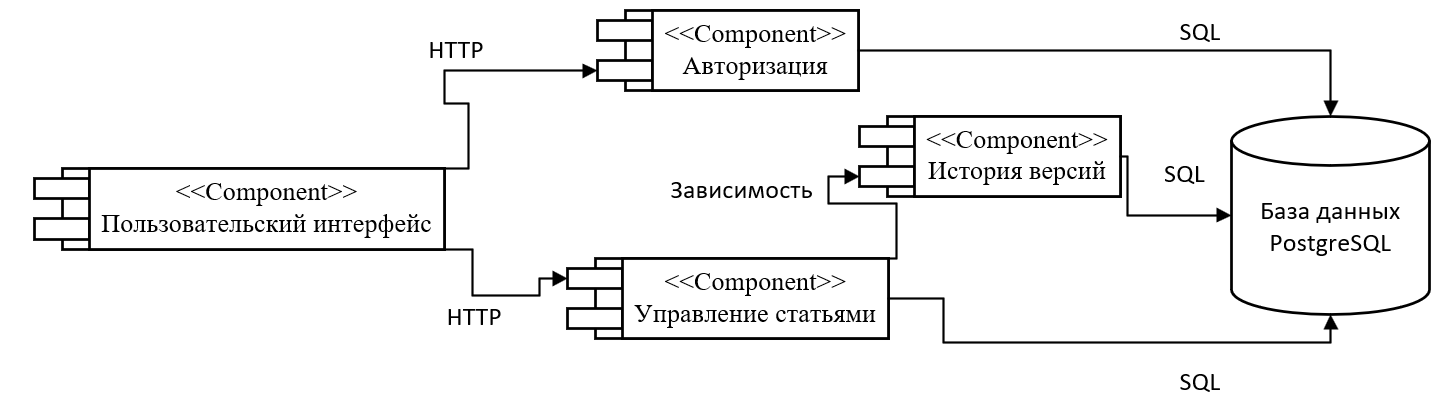 <<Component>>
Авторизация
SQL
HTTP
<<Component>>
История версий
SQL
Зависимость
<<Component>>
Пользовательский интерфейс
База данных
PostgreSQL
<<Component>>
Управление статьями
HTTP
SQL